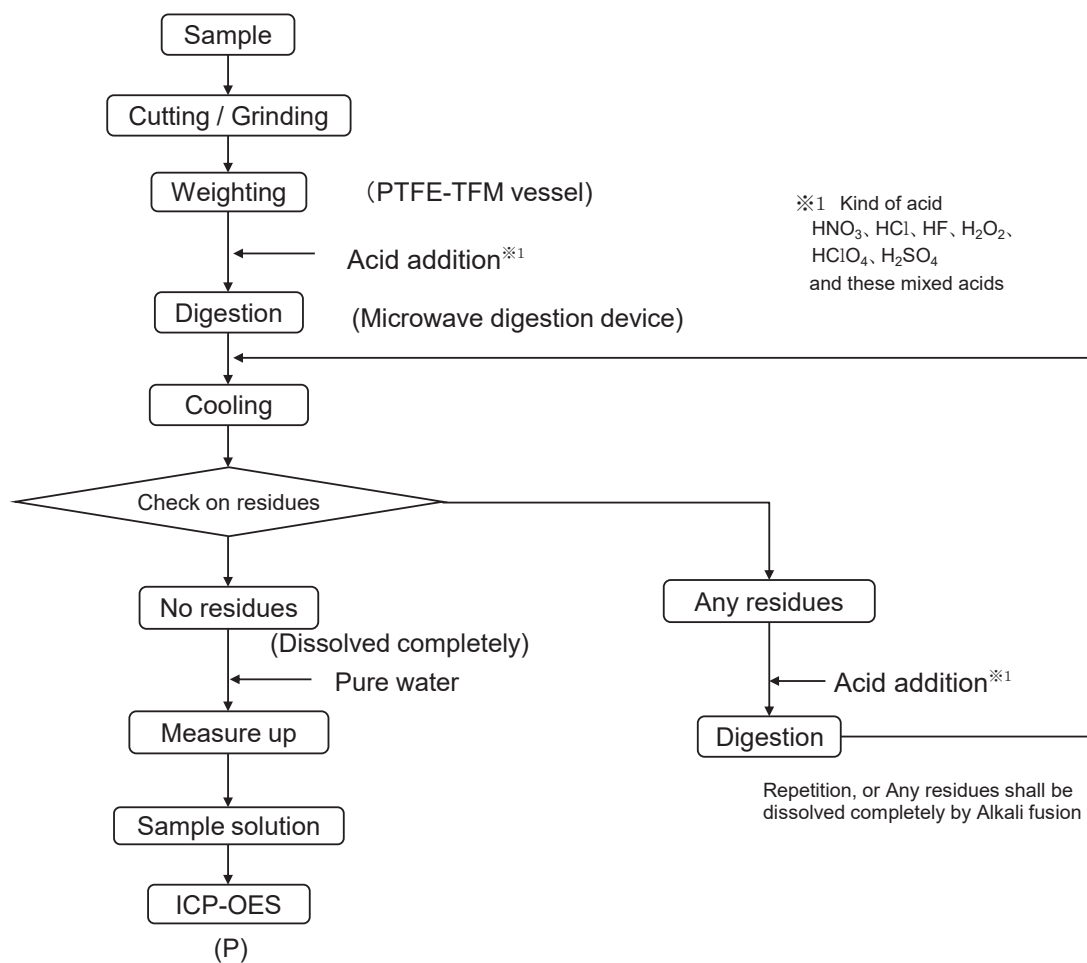 Sample
Cutting / Grinding
Weighting
（PTFE-TFM vessel)
※1 Kind of acid
HNO₃、HCl、HF、H₂O₂、
HClO₄、H₂SO₄
and these mixed acids
Acid addition※1
Digestion
(Microwave digestion device)
Cooling
Check on residues
No residues
(Dissolved completely)
Pure water
Measure up
Sample solution
ICP-OES
(P)
Any residues
Acid addition※1
Digestion
Repetition, or Any residues shall be
dissolved completely by Alkali fusion